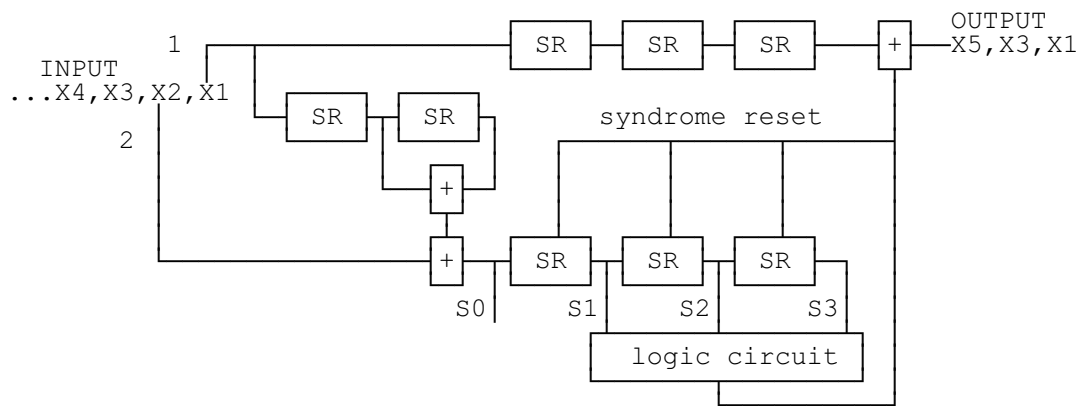 OUTPUT
1 SR SR SR + X5,X3,X1
INPUT
...X4,X3,X2,X1
SR SR syndrome reset
2
+
+ SR SR SR
S0 S1 S2 S3
logic circuit